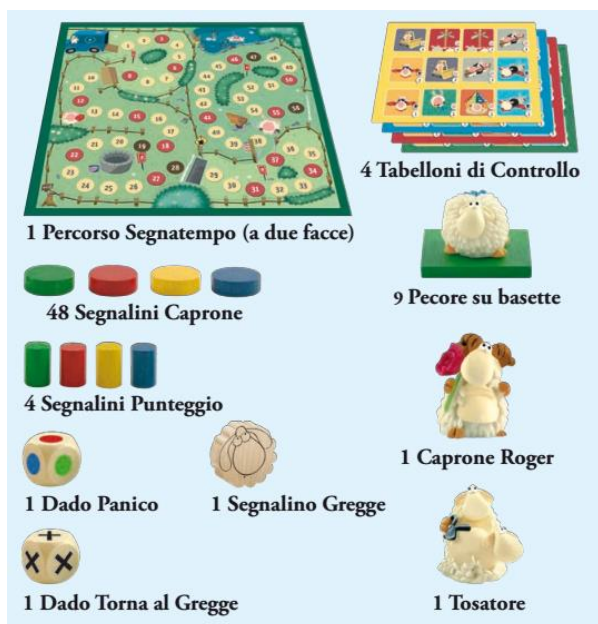 1 Percorso Segnatempo (a due facce)
4 Tabelloni di Controllo
48 Segnalini Caprone
9 Pecore su basette
4 Segnalini Punteggio
1 Caprone Roger
1 Dado Panico
1 Segnalino Gregge
1 Dado Torna al Gregge
1 Tosatore